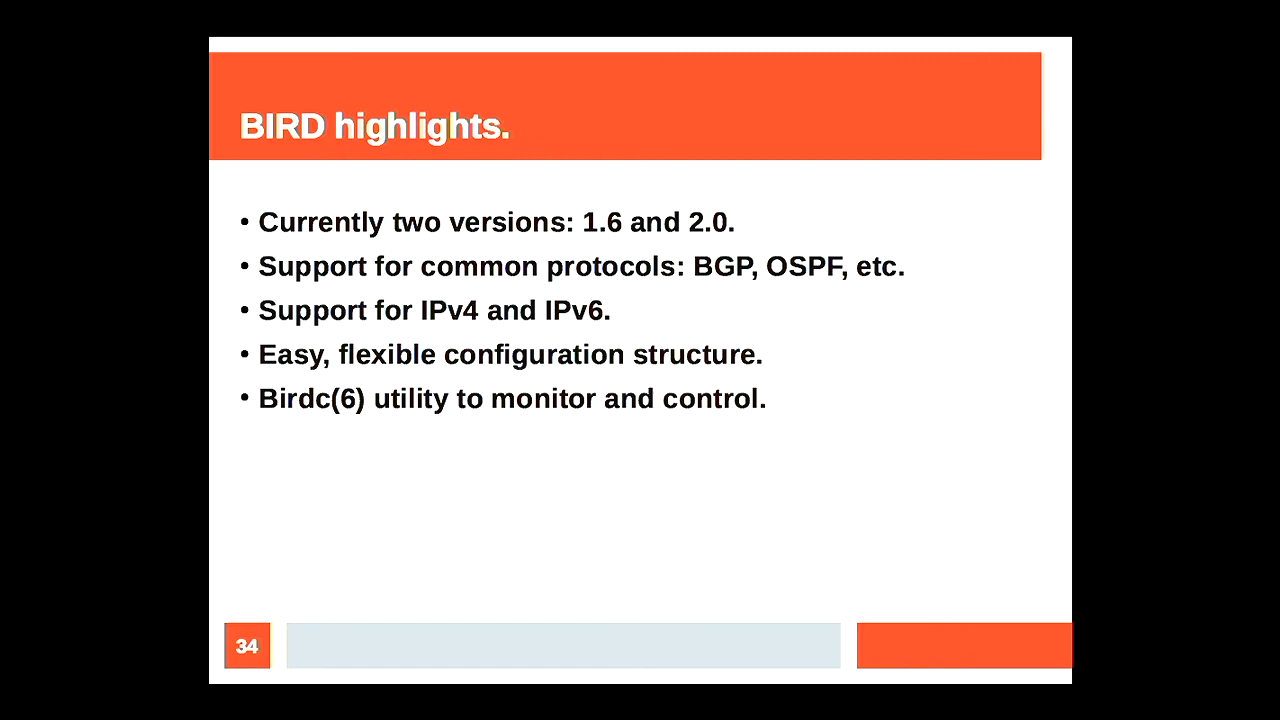 BIRD highlights.
• Currently two versions: 1.6 and 2.0.
• Support for common protocols: BGP, OSPF, etc.
• Support for IPv4 and IPv6.
• Easy, flexible configuration structure.
• Birdc(6) utility to monitor and control.
34